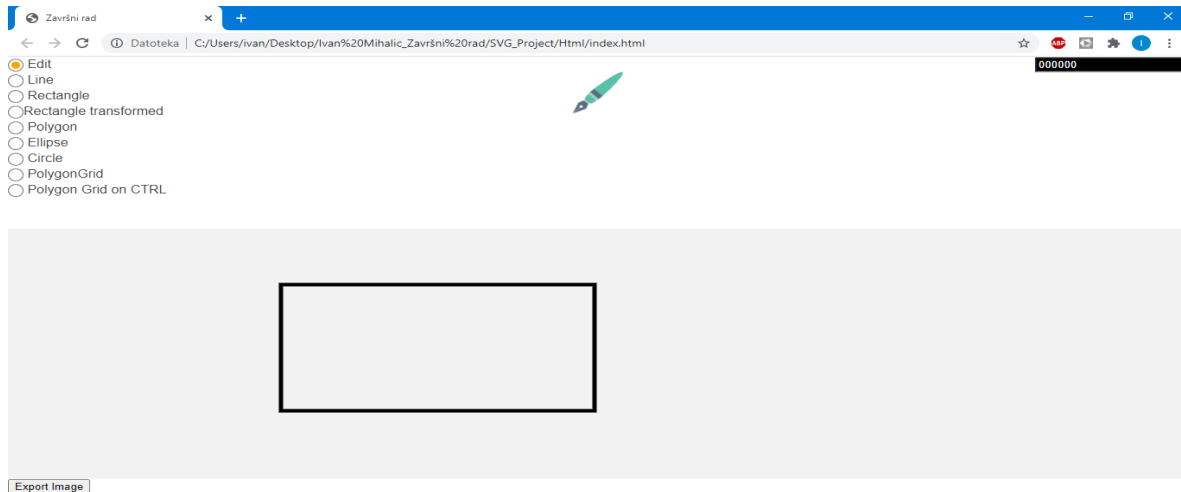 Završni rad
Datoteka | C:/Users/ivan/Desktop/Ivan%20Mihalic_Završni%20rad/SVG_Project/Html/index.html
ABP
I
Edit
000000
Line
Rectangle
Rectangle transformed
Polygon
Ellipse
Circle
PolygonGrid
Polygon Grid on CTRL
Export Image